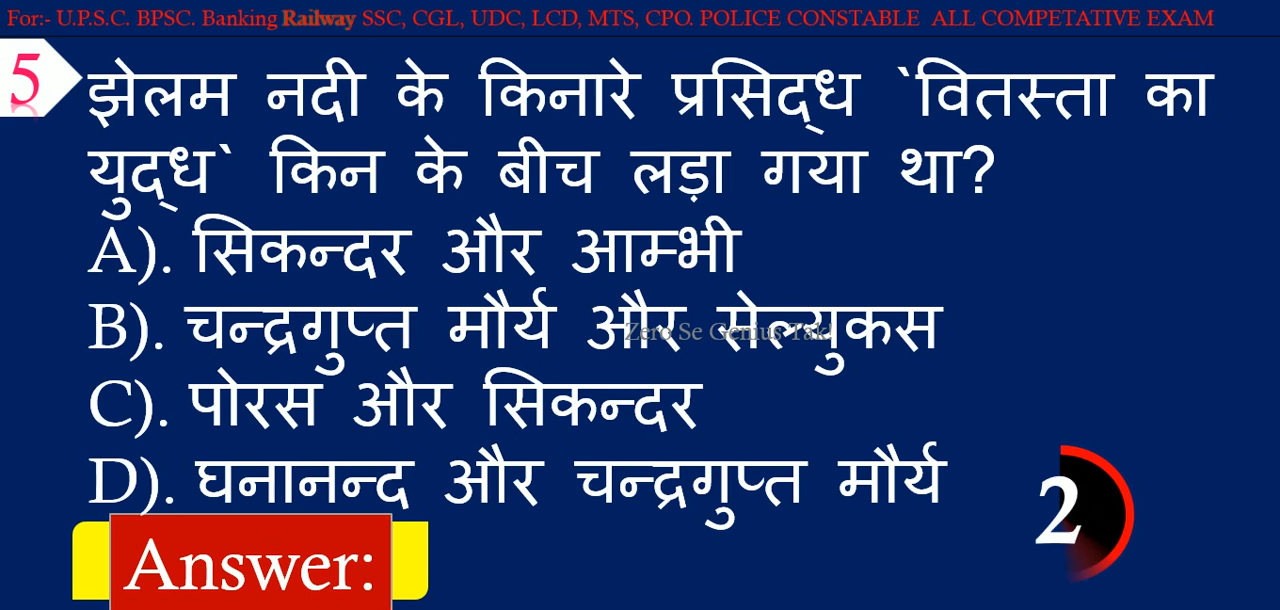 For:- U.P.S.C. BPSC. Banking Railway SSC, CGL, UDC, LCD, MTS, CPO. POLICE CONSTABLE ALL COMPETATIVE EXAM
5
झेलम नदी के किनारे प्रसिद्ध `वितस्ता का
युद्ध` किन के बीच लड़ा गया था?
A). सिकन्दर और आम्भी
B). चन्द्रगुप्त मौर्य और सेल्युकस
Zero Se Genius Tak!
C). पोरस और सिकन्दर
D). घनानन्द और चन्द्रगुप्त मौर्य
2
Answer: